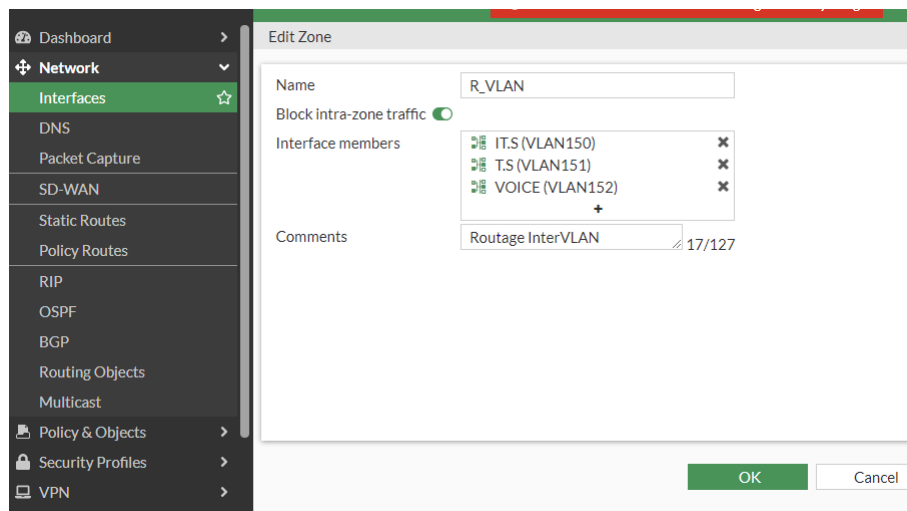 Dashboard
Network
Interfaces
DNS
Packet Capture
SD-WAN
Static Routes
Policy Routes
RIP
OSPF
BGP
Routing Objects
Multicast
Policy & Objects
Security Profiles
VPN
Edit Zone
Name R_VLAN
Block intra-zone traffic
Interface members IT.S (VLAN150)
T.S (VLAN151)
VOICE (VLAN152)
+
Comments Routage InterVLAN 17/127
OK Cancel